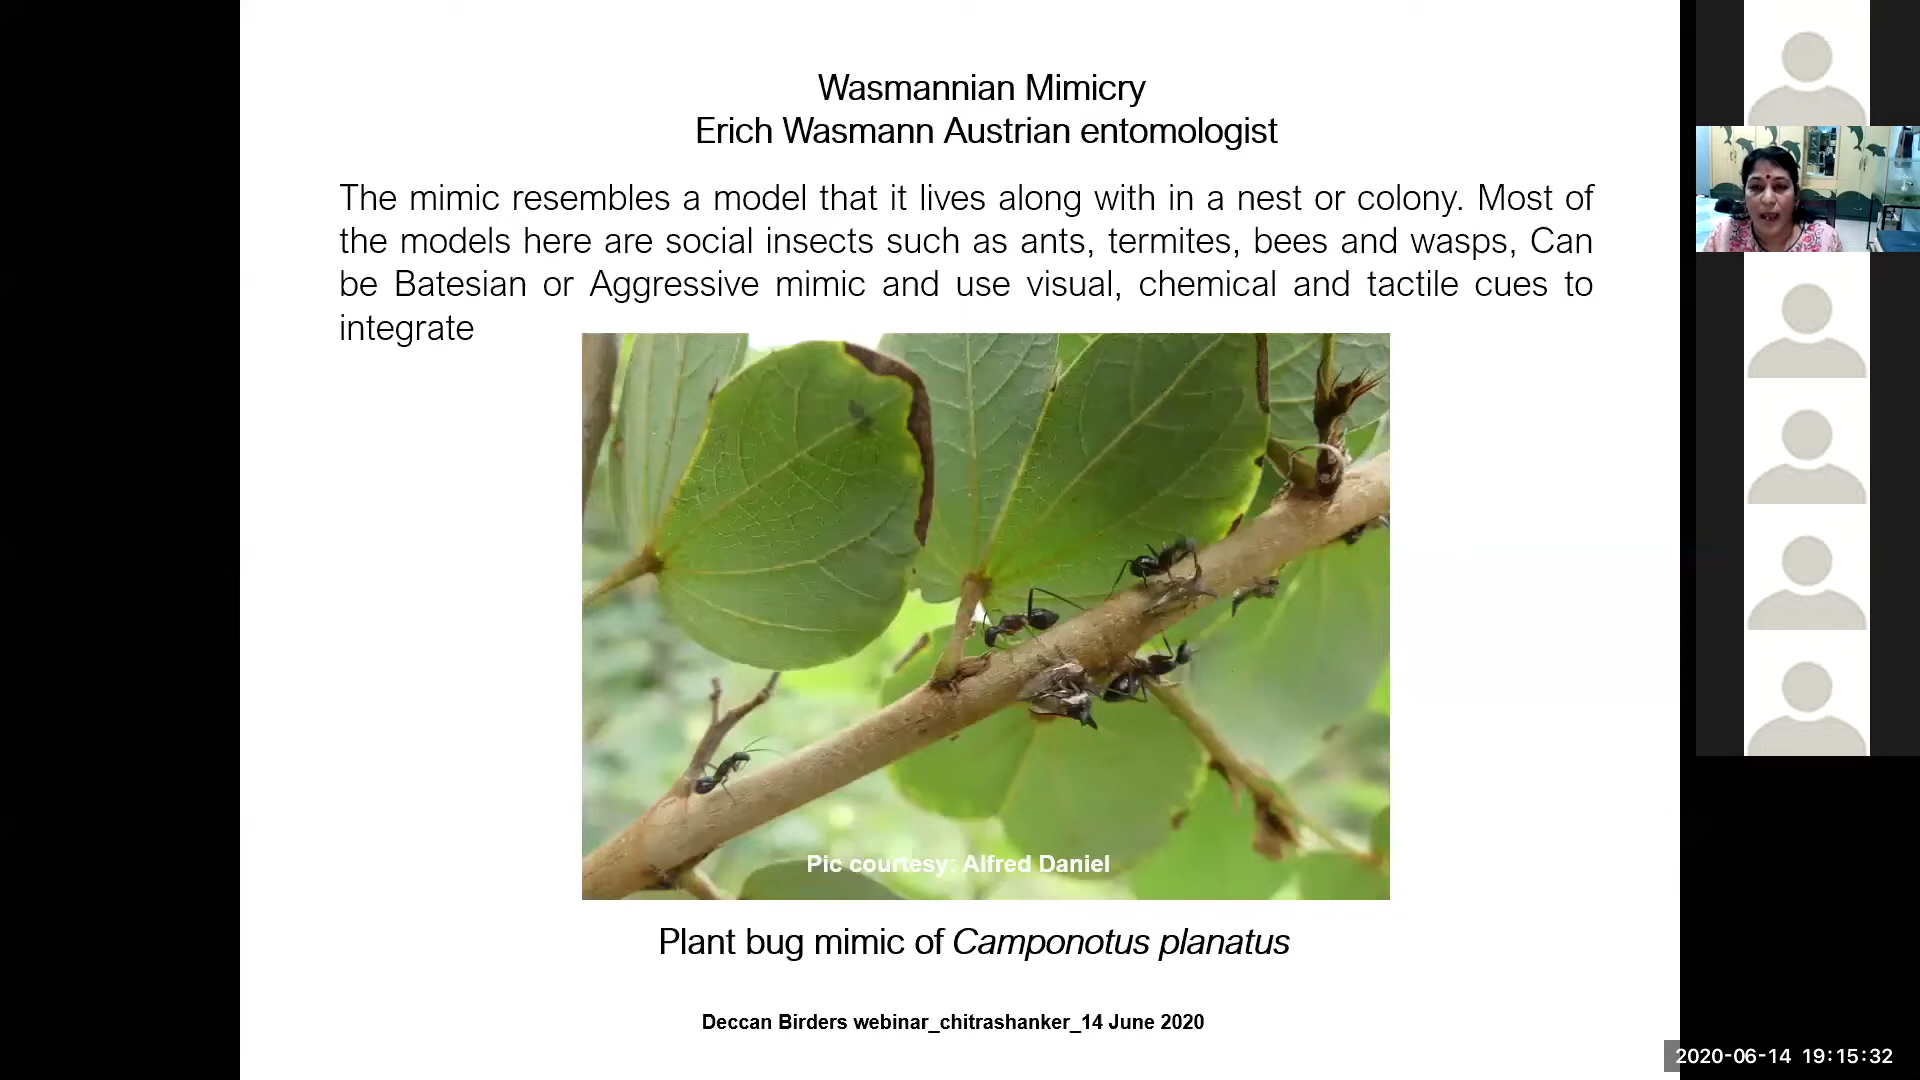 Wasmannian Mimicry
Erich Wasmann Austrian entomologist
The mimic resembles a model that it lives along with in a nest or colony. Most of
the models here are social insects such as ants, termites, bees and wasps, Can
be Batesian or Aggressive mimic and use visual, chemical and tactile cues to
integrate
Pic courtesy: Alfred Daniel
Plant bug mimic of Camponotus planatus
Deccan Birders webinar_chitrashanker_14 June 2020
2020-06-14 19:15:32